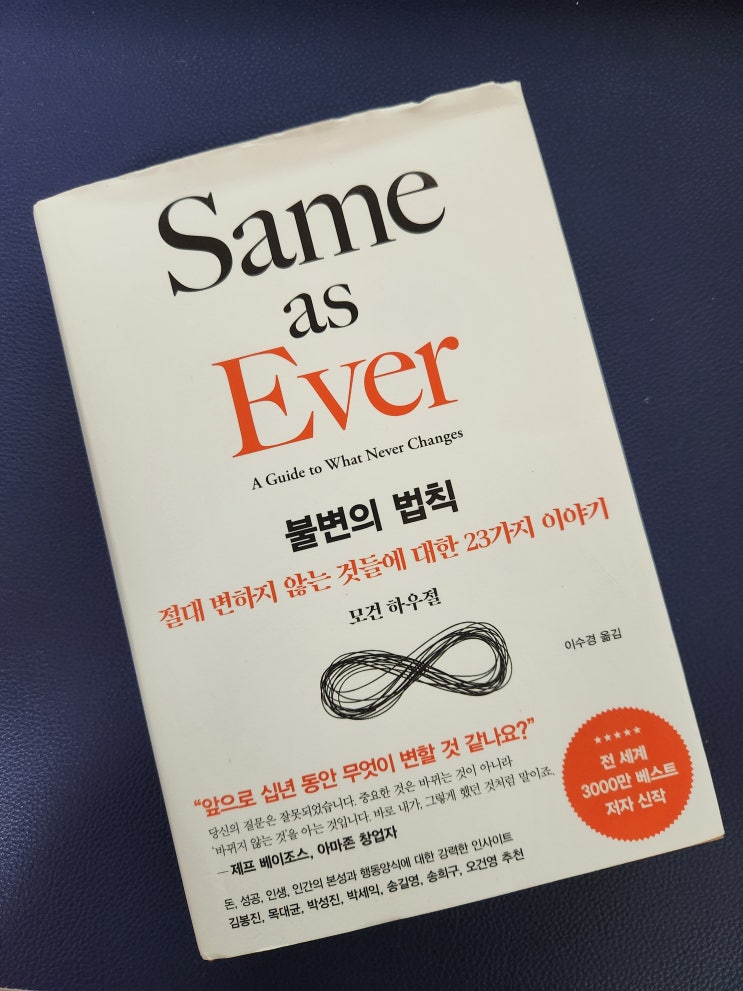 Same
as
Ever
A Guide to What Never Changes
불변의 법칙
절대 변하지 않는 것들에 대한 23가지 이야기
모건 하우절
이수경 옮김
“앞으로 십년 동안 무엇이 변할 것 같나요?”
당신의 질문은 잘못되었습니다. 중요한 것은 바뀌는 것이 아니라
‘바뀌지 않는 것’을 아는 것입니다. 바로 내가, 그렇게 했던 것처럼 말이죠.
— 제프 베이조스, 아마존 창업자
돈, 성공, 인생, 인간의 본성과 행동양식에 대한 강력한 인사이트
김봉진, 목대균, 박성진, 박세익, 송길영, 송희구, 오건영 추천
★★★★★
전 세계
3000만 베스트
저자 신작